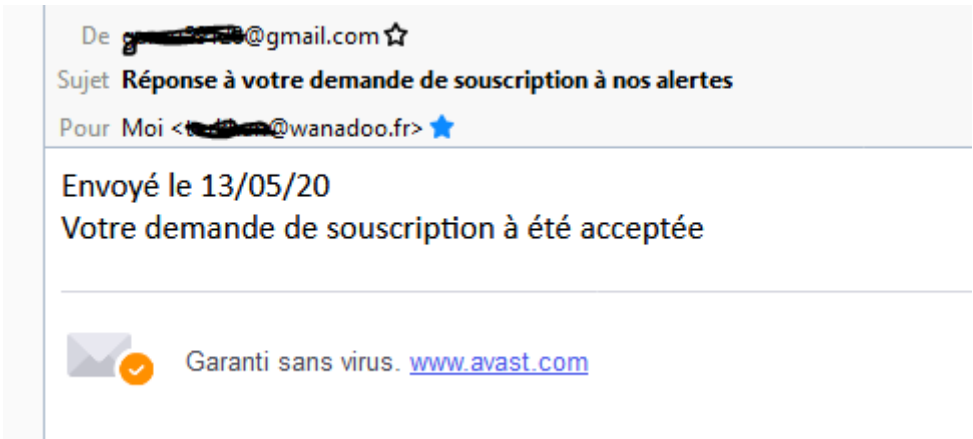 De @gmail.com
Sujet Réponse à votre demande de souscription à nos alertes
Pour Moi < @wanadoo.fr>
Envoyé le 13/05/20
Votre demande de souscription à été acceptée
Garanti sans virus. www.avast.com